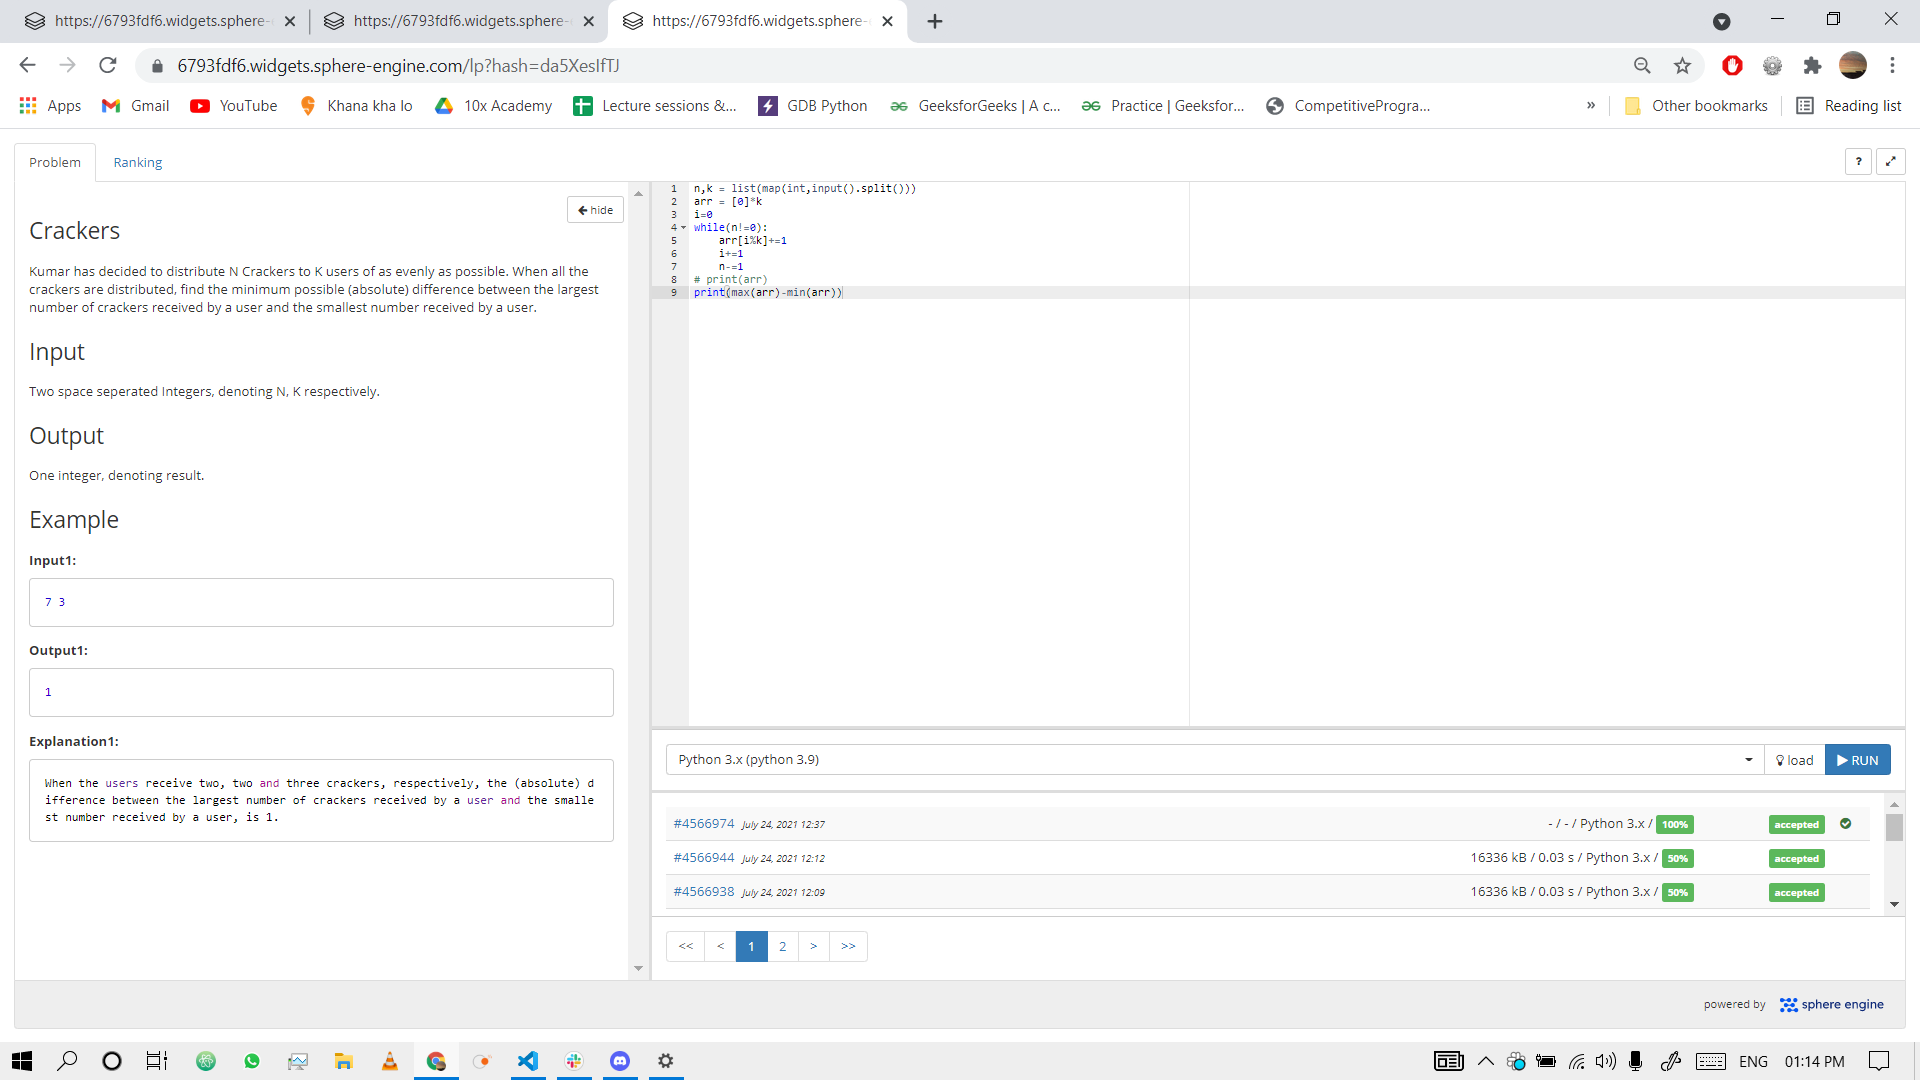 https://6793fdf6.widgets.sphere-
https://6793fdf6.widgets.sphere-
https://6793fdf6.widgets.sphere-
6793fdf6.widgets.sphere-engine.com/lp?hash=da5XesIfTJ
Apps Gmail YouTube Khana kha lo 10x Academy Lecture sessions &... GDB Python GeeksforGeeks | A c... Practice | Geeksfor... CompetitiveProgra... » Other bookmarks Reading list
Problem Ranking ?
hide
Crackers
Kumar has decided to distribute N Crackers to K users of as evenly as possible. When all the
crackers are distributed, find the minimum possible (absolute) difference between the largest
number of crackers received by a user and the smallest number received by a user.
Input
Two space seperated Integers, denoting N, K respectively.
Output
One integer, denoting result.
Example
Input1:
7 3
Output1:
1
Explanation1:
When the users receive two, two and three crackers, respectively, the (absolute) d
ifference between the largest number of crackers received by a user and the smalle
st number received by a user, is 1.
1 n,k = list(map(int,input().split()))
2 arr = [0]*k
3 i=0
4 while(n!=0):
5 arr[i%k]+=1
6 i+=1
7 n-=1
8 # print(arr)
9 print(max(arr)-min(arr))
Python 3.x (python 3.9) load RUN
#4566974 July 24, 2021 12:37 - / - / Python 3.x / 100% accepted
#4566944 July 24, 2021 12:12 16336 kB / 0.03 s / Python 3.x / 50% accepted
#4566938 July 24, 2021 12:09 16336 kB / 0.03 s / Python 3.x / 50% accepted
<< < 1 2 > >>
powered by sphere engine
ENG 01:14 PM